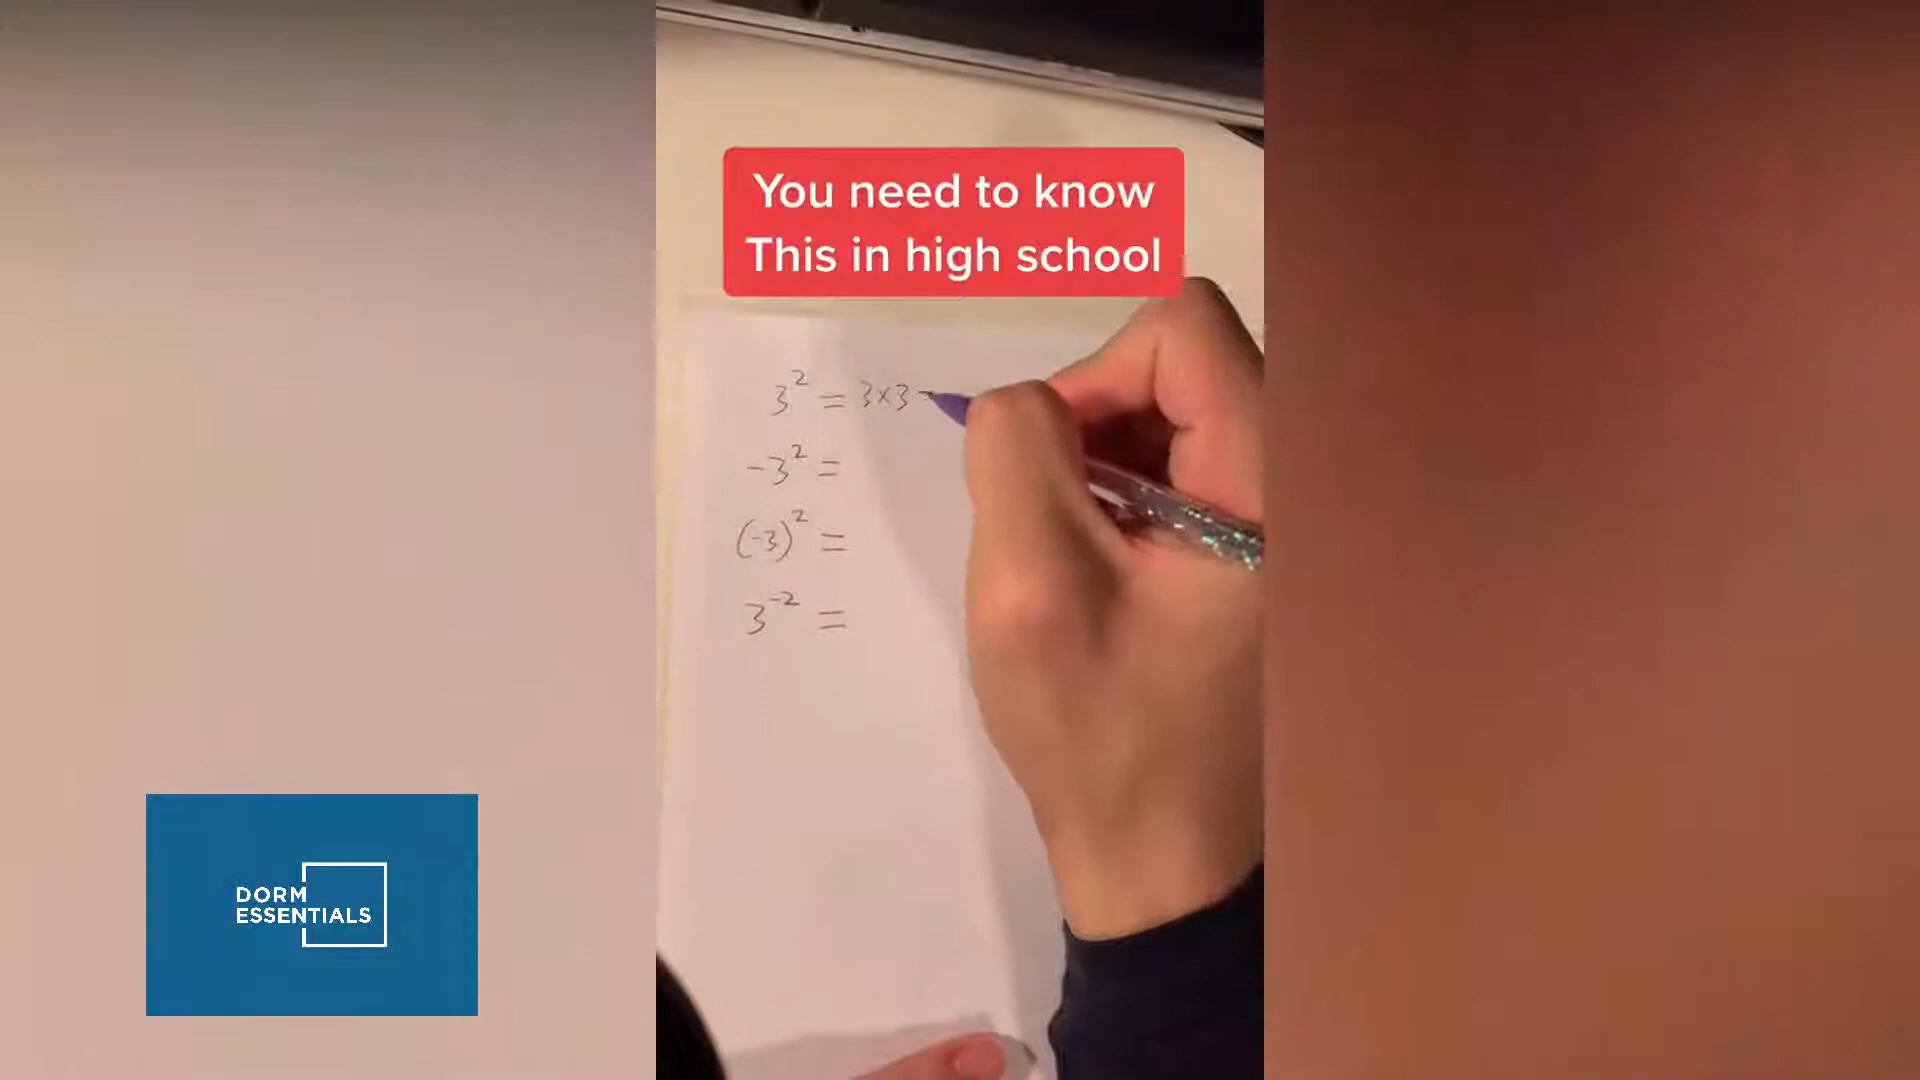 You need to know
This in high school
3² = 3×3 =
-3² =
(-3)² =
3⁻² =
DORM
ESSENTIALS